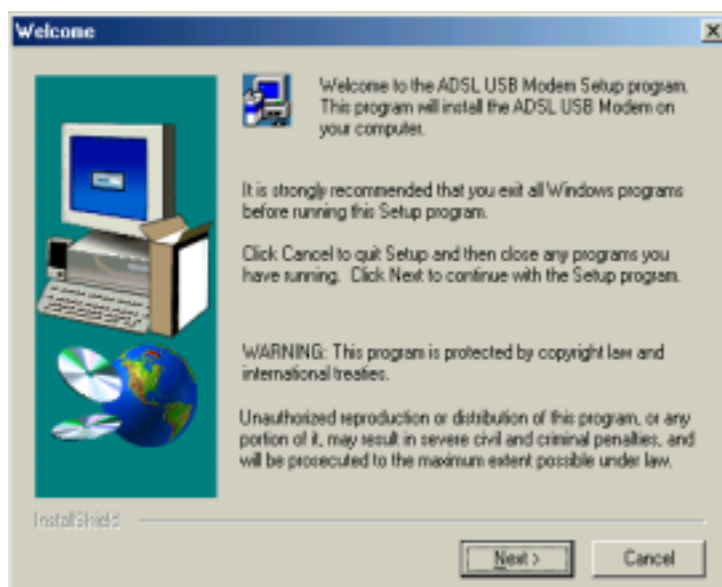 Welcome
Welcome to the ADSL USB Modem Setup program.
This program will install the ADSL USB Modem on
your computer.
It is strongly recommended that you exit all Windows programs
before running this Setup program.
Click Cancel to quit Setup and then close any programs you
have running. Click Next to continue with the Setup program.
WARNING: This program is protected by copyright law and
international treaties.
Unauthorized reproduction or distribution of this program, or any
portion of it, may result in severe civil and criminal penalties, and
will be prosecuted to the maximum extent possible under law.
InstallShield
Next >
Cancel